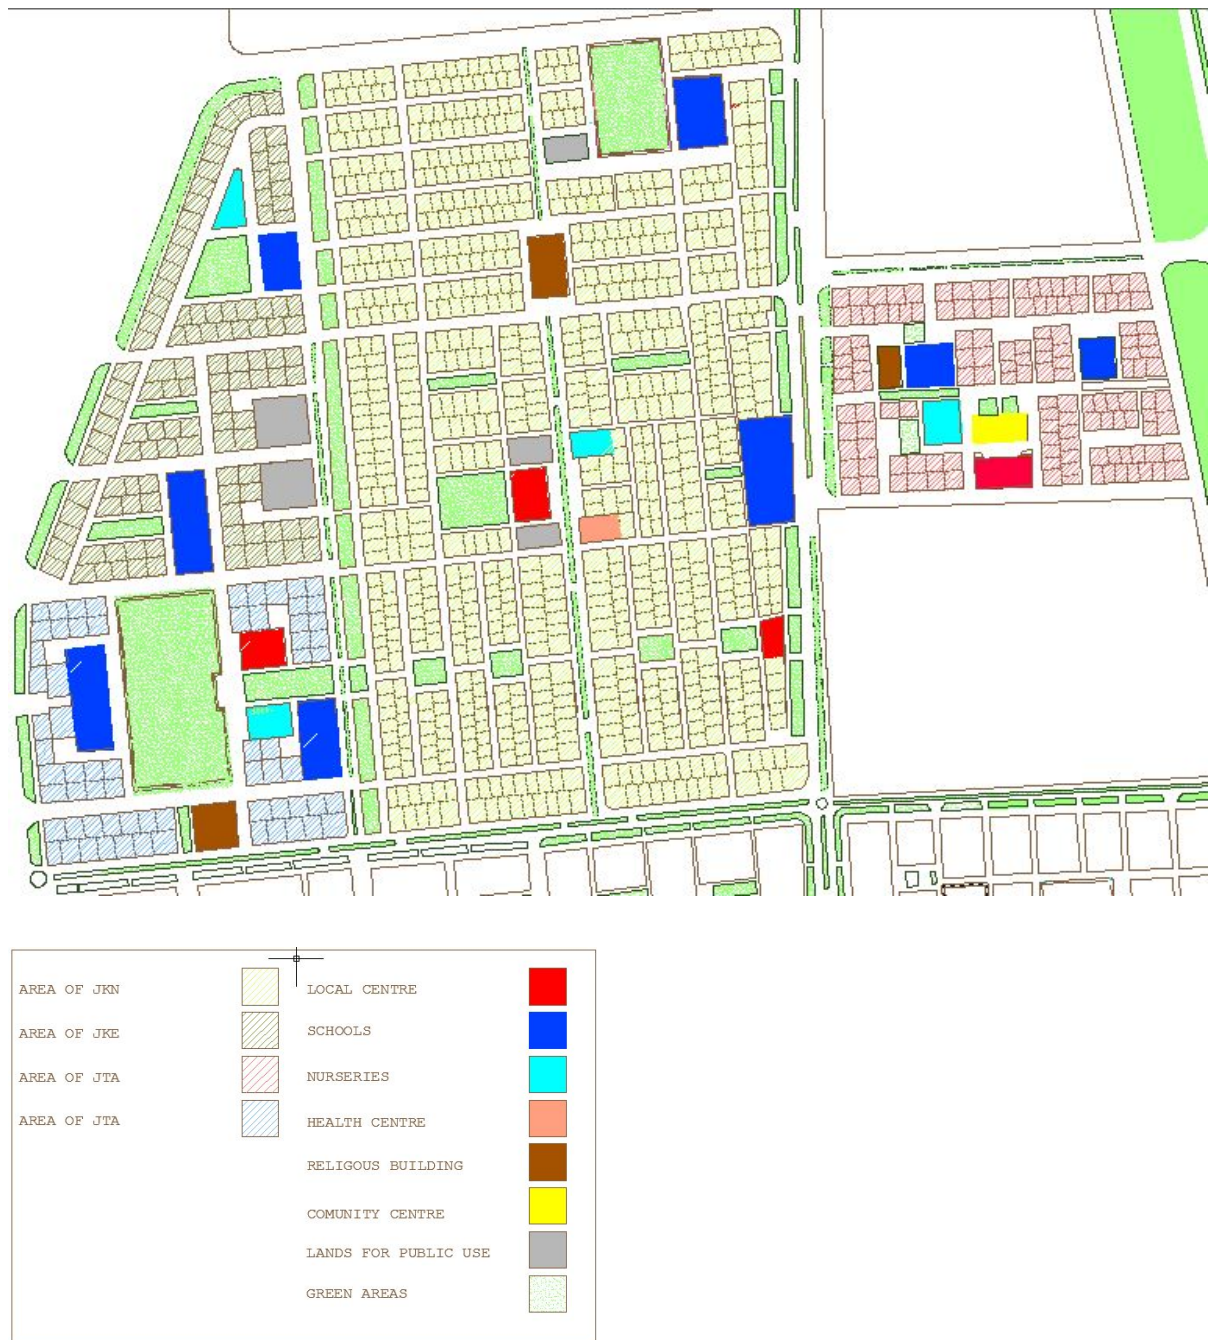 AREA OF JKN
AREA OF JKE
AREA OF JTA
AREA OF JTA
LOCAL CENTRE
SCHOOLS
NURSERIES
HEALTH CENTRE
RELIGOUS BUILDING
COMUNITY CENTRE
LANDS FOR PUBLIC USE
GREEN AREAS